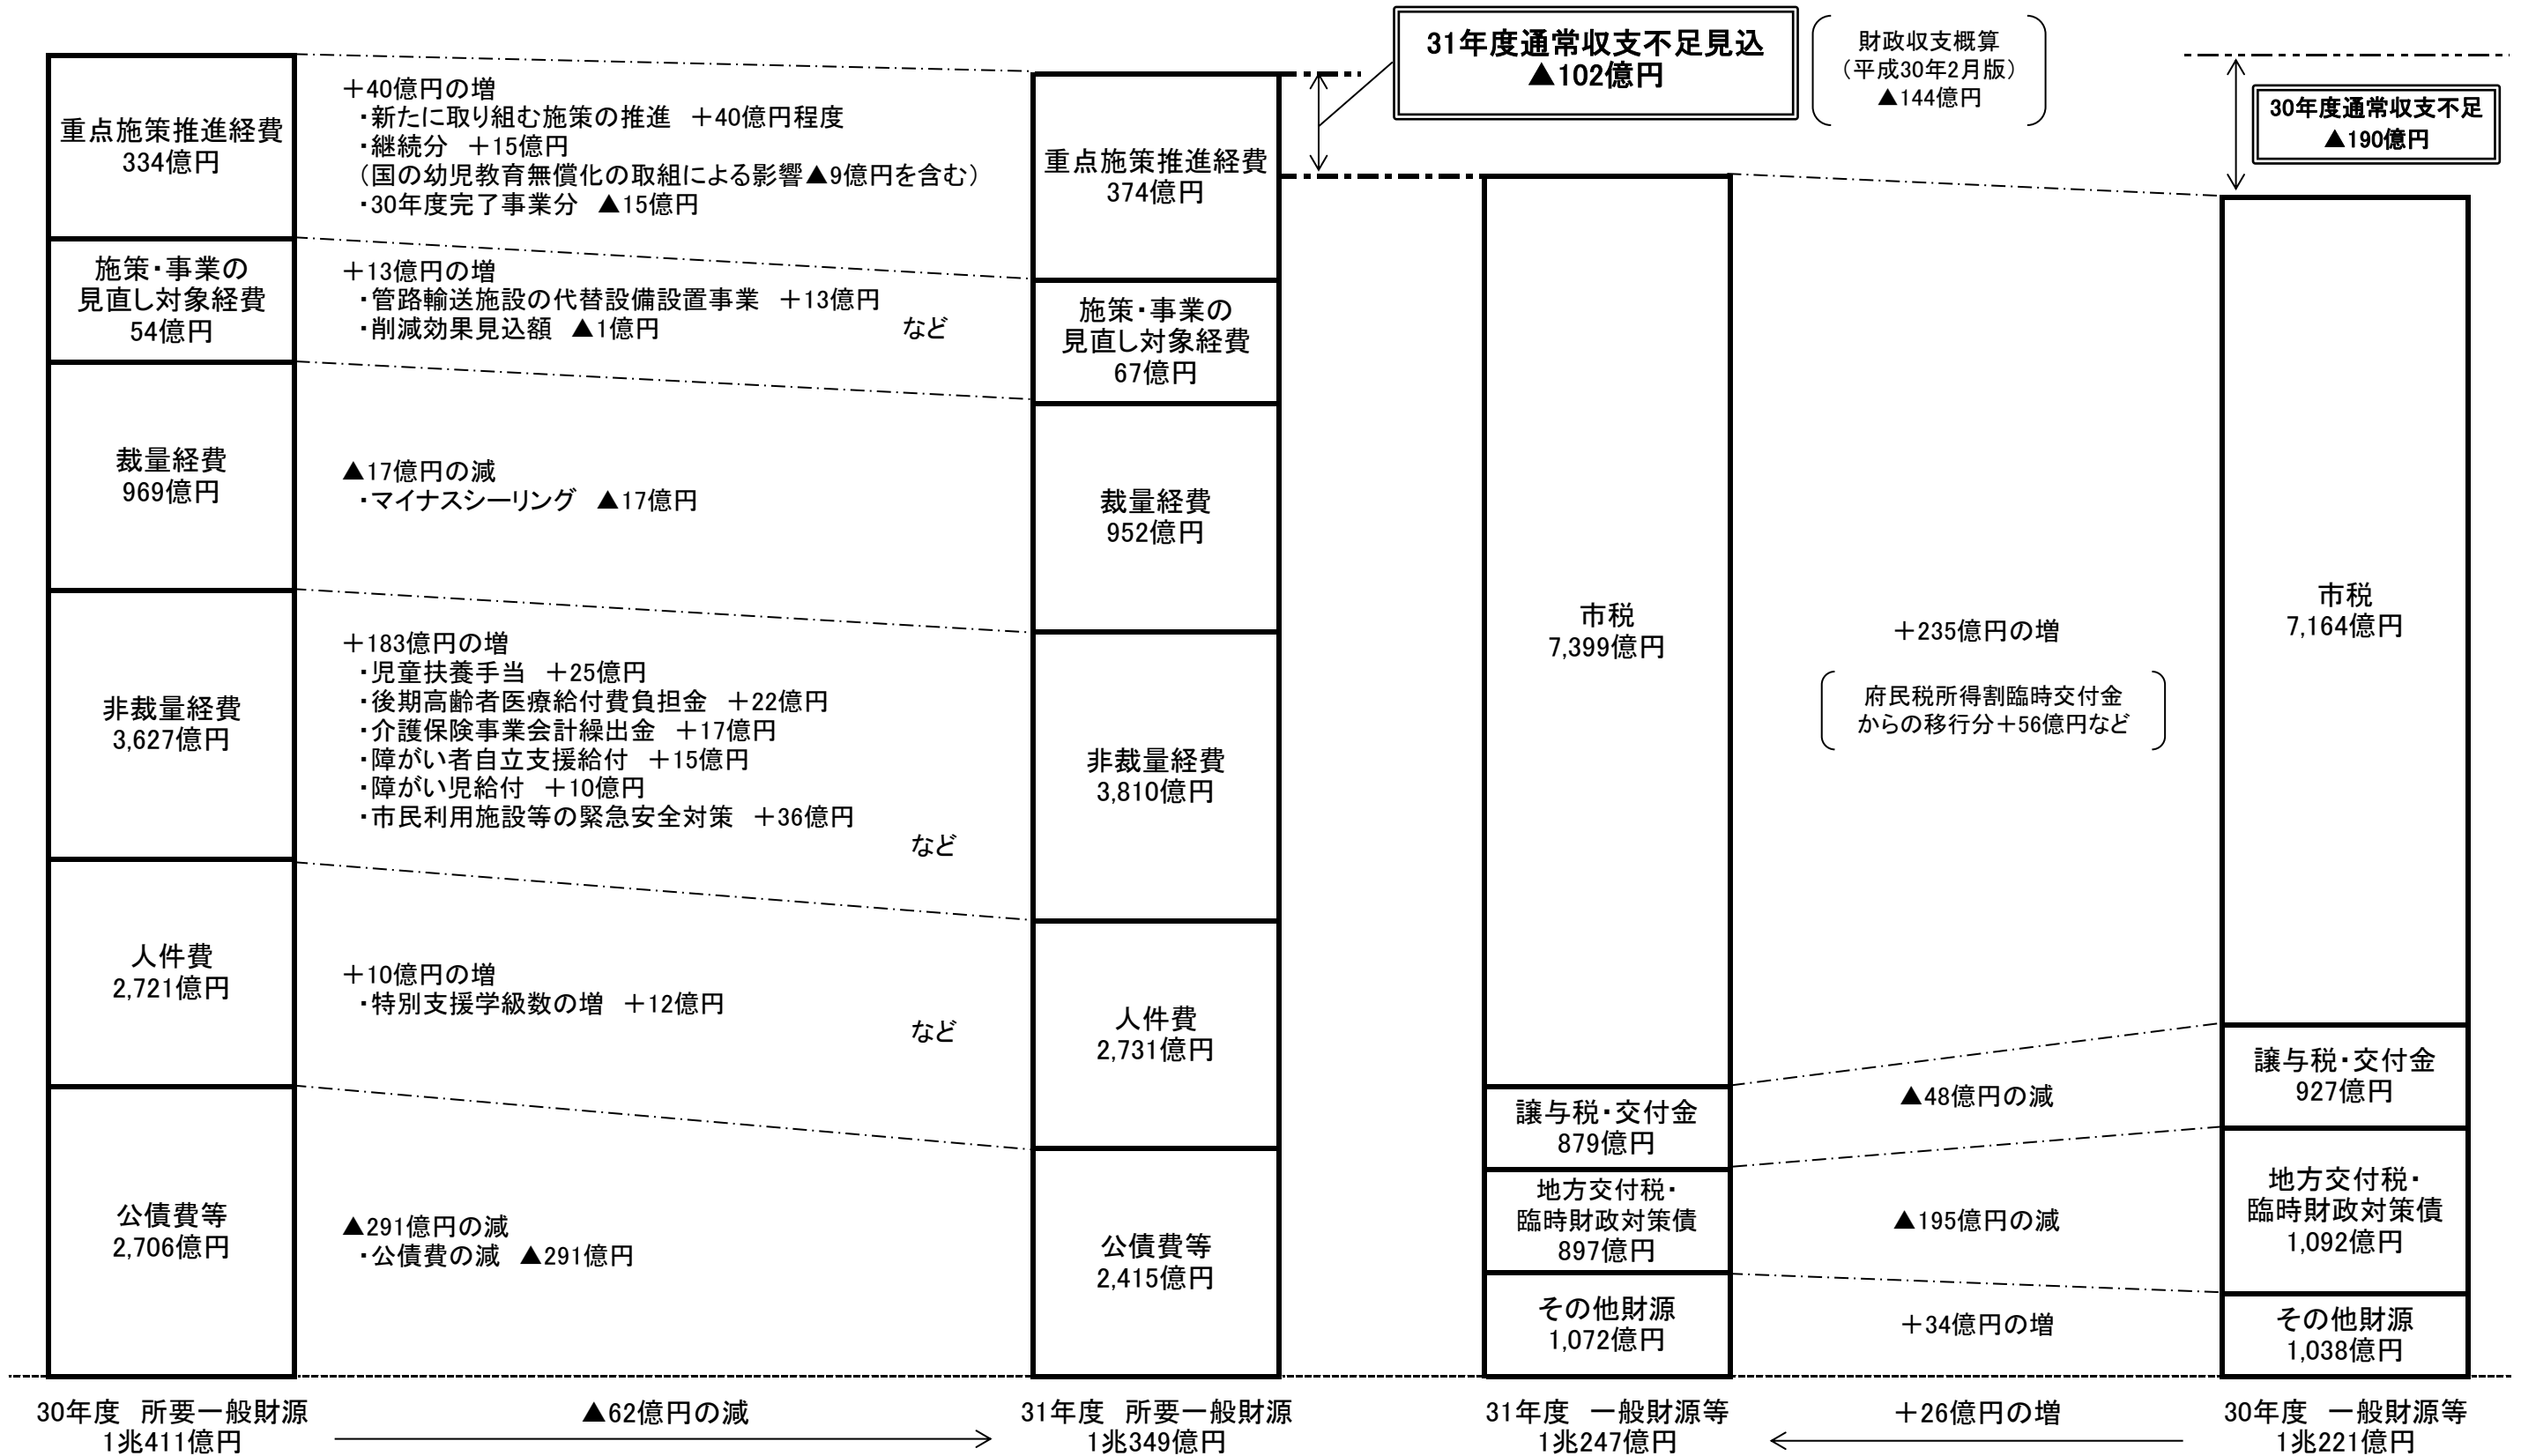 31年度通常収支不足見込
▲102億円
財政収支概算
（平成30年2月版）
▲144億円
30年度通常収支不足
▲190億円
重点施策推進経費
334億円
＋40億円の増
・新たに取り組む施策の推進　＋40億円程度
・継続分　＋15億円
（国の幼児教育無償化の取組による影響▲9億円を含む）
・30年度完了事業分　▲15億円
重点施策推進経費
374億円
施策・事業の
見直し対象経費
54億円
＋13億円の増
・管路輸送施設の代替設備設置事業　＋13億円
・削減効果見込額　▲1億円　など
施策・事業の
見直し対象経費
67億円
裁量経費
969億円
▲17億円の減
・マイナスシーリング　▲17億円
裁量経費
952億円
非裁量経費
3,627億円
＋183億円の増
・児童扶養手当　＋25億円
・後期高齢者医療給付費負担金　＋22億円
・介護保険事業会計繰出金　＋17億円
・障がい者自立支援給付　＋15億円
・障がい児給付　＋10億円
・市民利用施設等の緊急安全対策　＋36億円
など
非裁量経費
3,810億円
人件費
2,721億円
＋10億円の増
・特別支援学級数の増　＋12億円
など
人件費
2,731億円
公債費等
2,706億円
▲291億円の減
・公債費の減　▲291億円
公債費等
2,415億円
市税
7,399億円
＋235億円の増
府民税所得割臨時交付金
からの移行分＋56億円など
市税
7,164億円
譲与税・交付金
879億円
▲48億円の減
譲与税・交付金
927億円
地方交付税・
臨時財政対策債
897億円
▲195億円の減
地方交付税・
臨時財政対策債
1,092億円
その他財源
1,072億円
＋34億円の増
その他財源
1,038億円
30年度　所要一般財源
1兆411億円
▲62億円の減
31年度　所要一般財源
1兆349億円
31年度　一般財源等
1兆247億円
＋26億円の増
30年度　一般財源等
1兆221億円